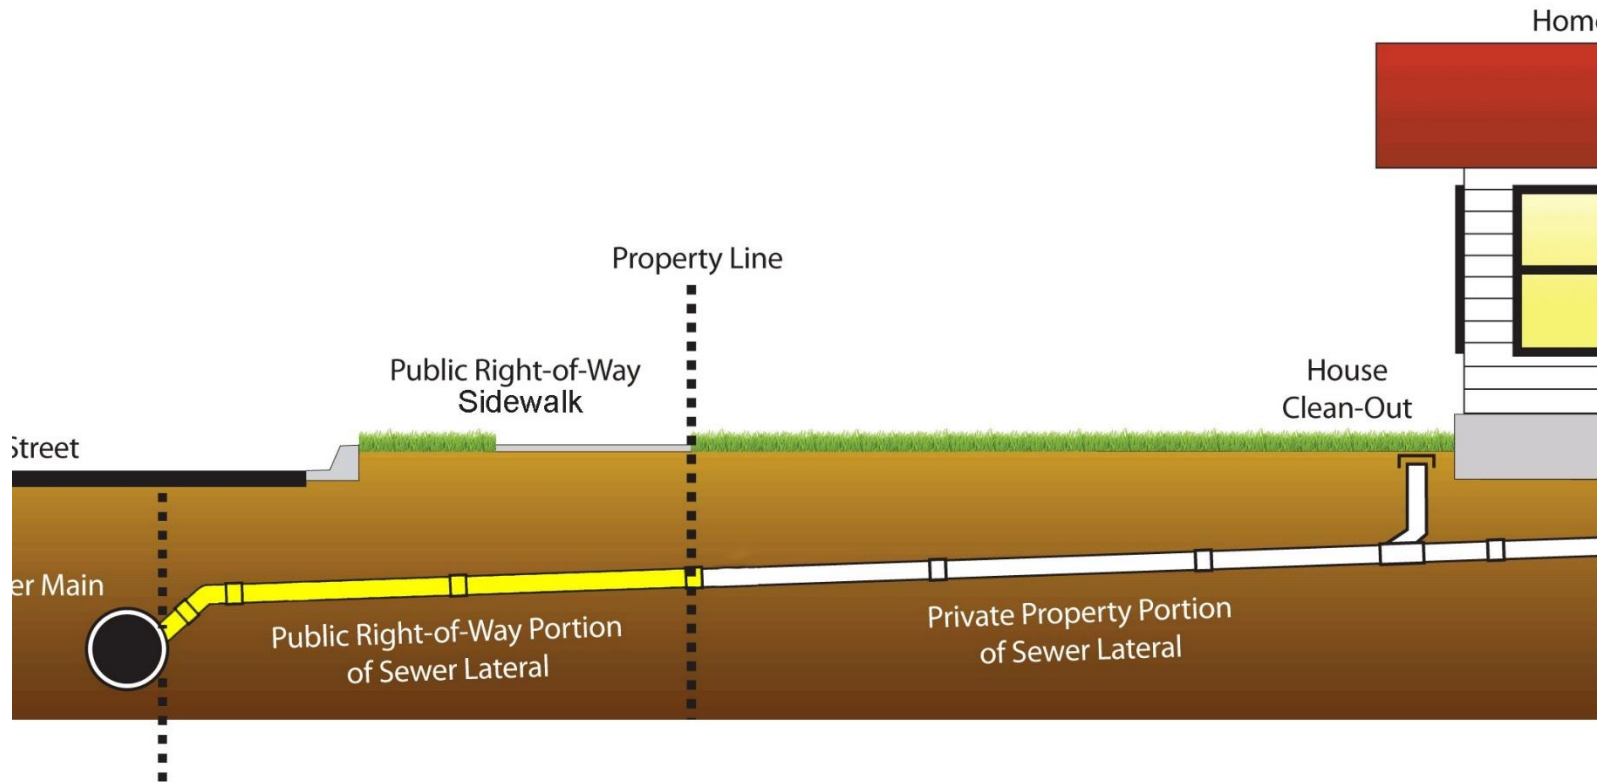 Home
Property Line
Public Right-of-Way
Sidewalk
House
Clean-Out
Street
er Main
Public Right-of-Way Portion
of Sewer Lateral
Private Property Portion
of Sewer Lateral